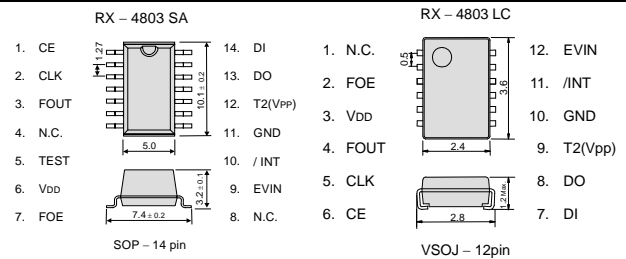 RX – 4803 SA
1. CE
2. CLK
3. FOUT
4. N.C.
5. TEST
6. VDD
7. FOE
1.27
10.1 ± 0.2
5.0
3.2 ± 0.1
7.4 ± 0.2
14. DI
13. DO
12. T2(VPP)
11. GND
10. / INT
9. EVIN
8. N.C.
SOP – 14 pin
RX – 4803 LC
1. N.C.
2. FOE
3. VDD
4. FOUT
5. CLK
6. CE
0.5
3.6
2.4
1.2 Max
2.8
12. EVIN
11. /INT
10. GND
9. T2(Vpp)
8. DO
7. DI
VSOJ – 12pin